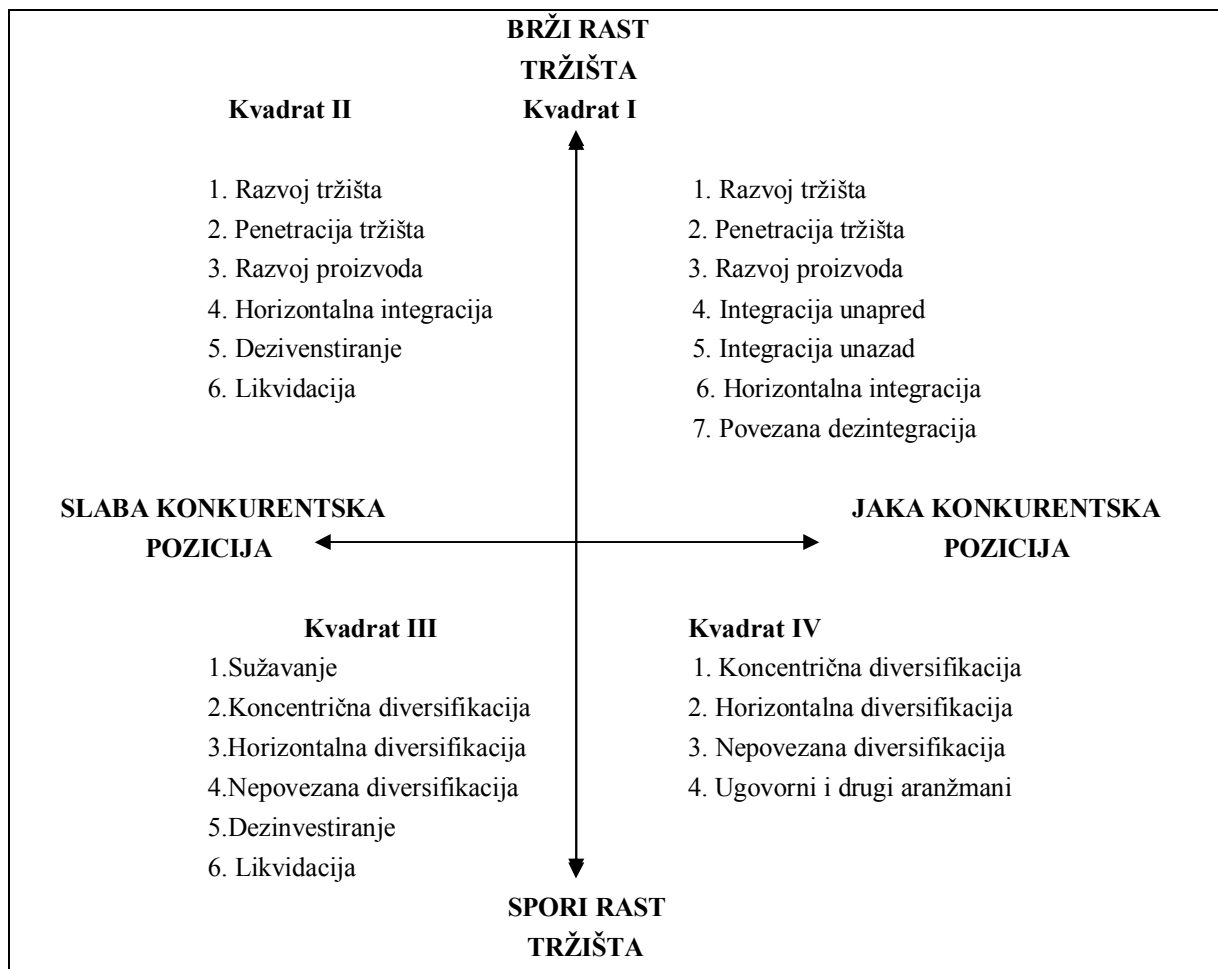 BRŽI RAST
TRŽIŠTA
Kvadrat II
Kvadrat I
1. Razvoj tržišta
2. Penetracija tržišta
3. Razvoj proizvoda
4. Horizontalna integracija
5. Dezivenstiranje
6. Likvidacija
1. Razvoj tržišta
2. Penetracija tržišta
3. Razvoj proizvoda
4. Integracija unapred
5. Integracija unazad
6. Horizontalna integracija
7. Povezana dezintegracija
SLABA KONKURENTSKA
POZICIJA
JAKA KONKURENTSKA
POZICIJA
Kvadrat III
1.Sužavanje
2.Koncentrična diversifikacija
3.Horizontalna diversifikacija
4.Nepovezana diversifikacija
5.Dezinvestiranje
6. Likvidacija
Kvadrat IV
1. Koncentrična diversifikacija
2. Horizontalna diversifikacija
3. Nepovezana diversifikacija
4. Ugovorni i drugi aranžmani
SPORI RAST
TRŽIŠTA